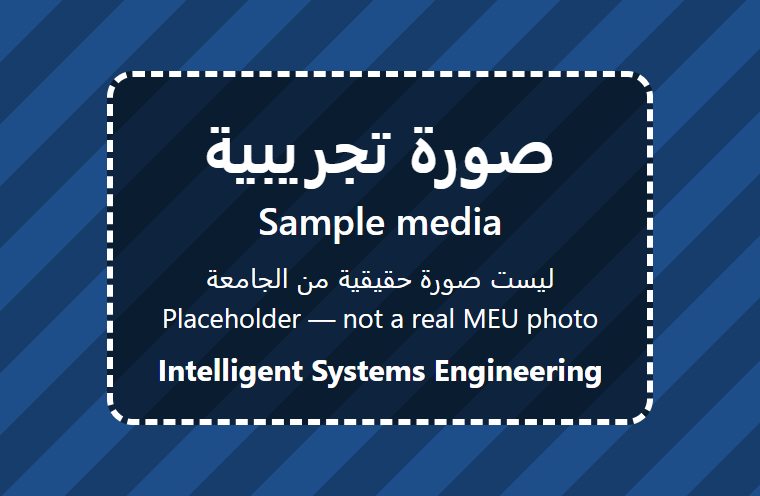 صورة تجريبية
Sample media
ليست صورة حقيقية من الجامعة
Placeholder — not a real MEU photo
Intelligent Systems Engineering